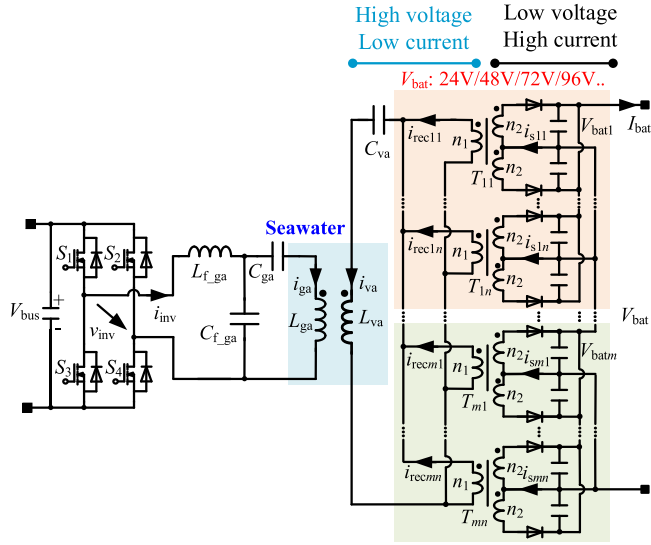 High voltage
Low current
Low voltage
High current
Vbat: 24V/48V/72V/96V..
Cva
irec11
n1
n2
n2
is11
T11
Vbat1
Ibat
irec1n
n1
n2
n2
is1n
T1n
Seawater
S1
S2
S3
S4
Vbus
+
-
vinv
iinv
Lf_ga
Cga
Cf_ga
iga
Lga
iva
Lva
Vbat
irecm1
n1
n2
n2
ism1
Tm1
Vbatm
irecmn
n1
n2
n2
ismn
Tmn